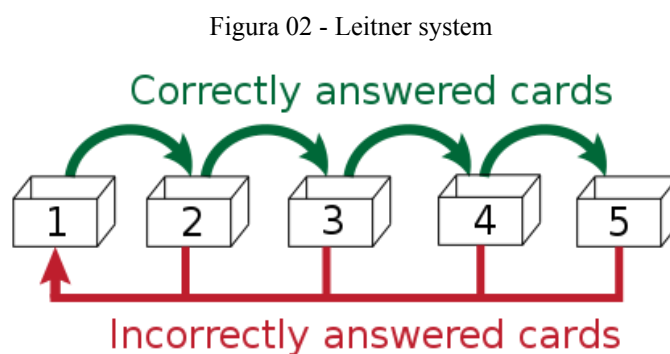 Figura 02 - Leitner system
Correctly answered cards
1 2 3 4 5
Incorrectly answered cards